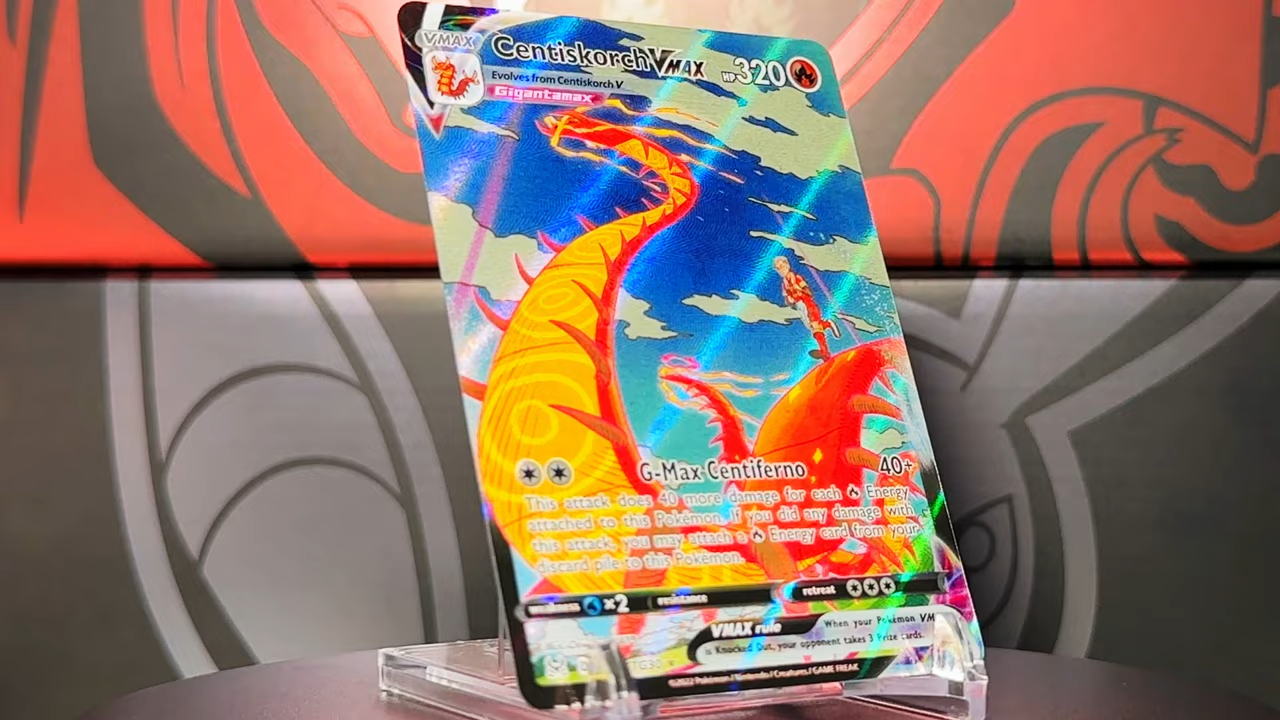 VMAX
Centiskorch VMAX HP 320
Evolves from Centiskorch V
Gigantamax
G-Max Centiferno 40+
This attack does 40 more damage for each Energy
attached to this Pokémon. If you did any damage with
this attack, you may attach a Energy card from your
discard pile to this Pokémon.
weakness ×2 resistance retreat
VMAX rule When your Pokémon VM
is Knocked Out, your opponent takes 3 Prize cards.
TG30
©2022 Pokémon / Nintendo / Creatures / GAME FREAK